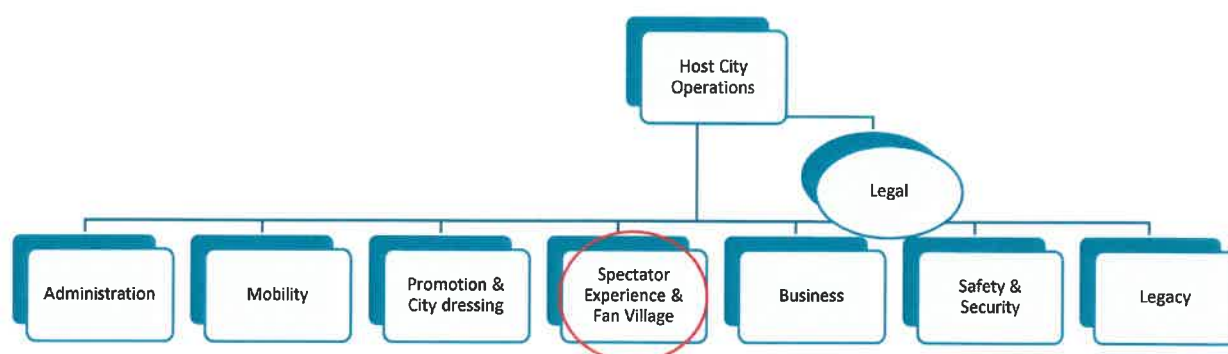 Host City
Operations
Legal
Administration
Mobility
Promotion &
City dressing
Spectator
Experience &
Fan Village
Business
Safety &
Security
Legacy